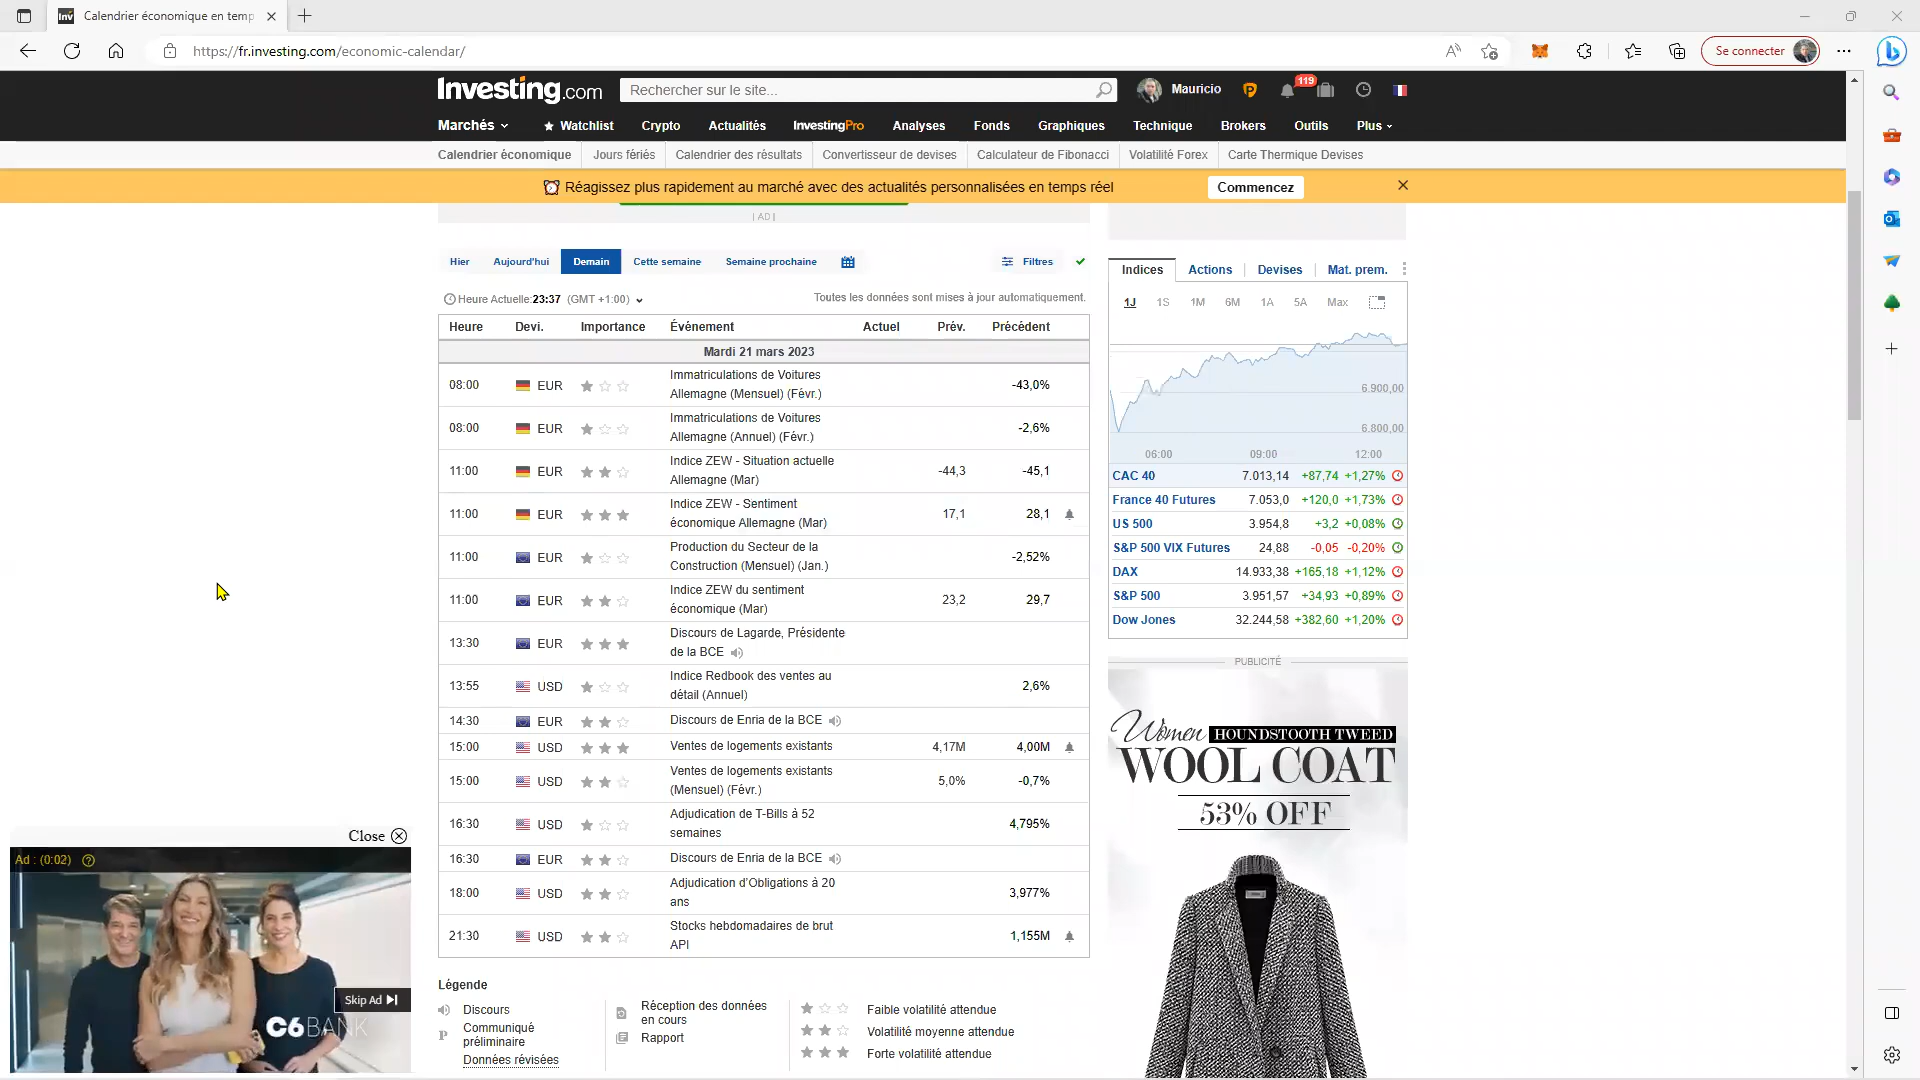 Calendrier économique en temp
https://fr.investing.com/economic-calendar/
Se connecter
Investing.com
Rechercher sur le site...
Mauricio
119
Marchés
Watchlist
Crypto
Actualités
InvestingPro
Analyses
Fonds
Graphiques
Technique
Brokers
Outils
Plus
Calendrier économique
Jours fériés
Calendrier des résultats
Convertisseur de devises
Calculateur de Fibonacci
Volatilité Forex
Carte Thermique Devises
Réagissez plus rapidement au marché avec des actualités personnalisées en temps réel
Commencez
| AD |
Hier
Aujourd'hui
Demain
Cette semaine
Semaine prochaine
Filtres
Heure Actuelle:23:37 (GMT +1:00)
Toutes les données sont mises à jour automatiquement.
Heure Devi. Importance Événement Actuel Prév. Précédent
Mardi 21 mars 2023
08:00 EUR Immatriculations de Voitures
Allemagne (Mensuel) (Févr.) -43,0%
08:00 EUR Immatriculations de Voitures
Allemagne (Annuel) (Févr.) -2,6%
11:00 EUR Indice ZEW - Situation actuelle
Allemagne (Mar) -44,3 -45,1
11:00 EUR Indice ZEW - Sentiment
économique Allemagne (Mar) 17,1 28,1
11:00 EUR Production du Secteur de la
Construction (Mensuel) (Jan.) -2,52%
11:00 EUR Indice ZEW du sentiment
économique (Mar) 23,2 29,7
13:30 EUR Discours de Lagarde, Présidente
de la BCE
13:55 USD Indice Redbook des ventes au
détail (Annuel) 2,6%
14:30 EUR Discours de Enria de la BCE
15:00 USD Ventes de logements existants 4,17M 4,00M
15:00 USD Ventes de logements existants
(Mensuel) (Févr.) 5,0% -0,7%
16:30 USD Adjudication de T-Bills à 52
semaines 4,795%
16:30 EUR Discours de Enria de la BCE
18:00 USD Adjudication d'Obligations à 20
ans 3,977%
21:30 USD Stocks hebdomadaires de brut
API 1,155M
Légende
Discours
Communiqué
préliminaire
Données révisées
Réception des données
en cours
Rapport
Faible volatilité attendue
Volatilité moyenne attendue
Forte volatilité attendue
Indices
Actions
Devises
Mat. prem.
1J 1S 1M 6M 1A 5A Max
6.900,00
6.800,00
06:00 09:00 12:00
CAC 40 7.013,14 +87,74 +1,27%
France 40 Futures 7.053,0 +120,0 +1,73%
US 500 3.954,8 +3,2 +0,08%
S&P 500 VIX Futures 24,88 -0,05 -0,20%
DAX 14.933,38 +165,18 +1,12%
S&P 500 3.951,57 +34,93 +0,89%
Dow Jones 32.244,58 +382,60 +1,20%
PUBLICITÉ
Women HOUNDSTOOTH TWEED
WOOL COAT
53% OFF
Close
Ad : (0:02)
Skip Ad
C6 BANK